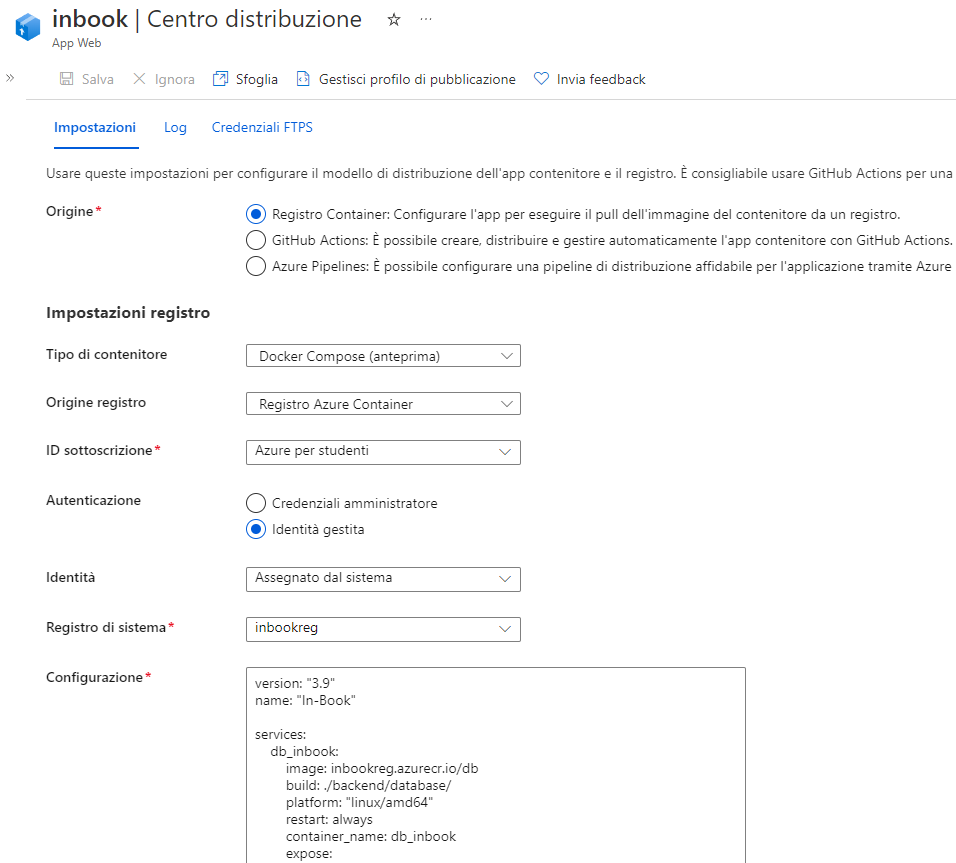 inbook | Centro distribuzione ☆ ...
App Web
» Salva Ignora Sfoglia Gestisci profilo di pubblicazione Invia feedback
Impostazioni Log Credenziali FTPS
Usare queste impostazioni per configurare il modello di distribuzione dell'app contenitore e il registro. È consigliabile usare GitHub Actions per una
Origine*
Registro Container: Configurare l'app per eseguire il pull dell'immagine del contenitore da un registro.
GitHub Actions: È possibile creare, distribuire e gestire automaticamente l'app contenitore con GitHub Actions.
Azure Pipelines: È possibile configurare una pipeline di distribuzione affidabile per l'applicazione tramite Azure
Impostazioni registro
Tipo di contenitore Docker Compose (anteprima)
Origine registro Registro Azure Container
ID sottoscrizione* Azure per studenti
Autenticazione
Credenziali amministratore
Identità gestita
Identità Assegnato dal sistema
Registro di sistema* inbookreg
Configurazione*
version: "3.9"
name: "In-Book"
services:
db_inbook:
image: inbookreg.azurecr.io/db
build: ./backend/database/
platform: "linux/amd64"
restart: always
container_name: db_inbook
expose: